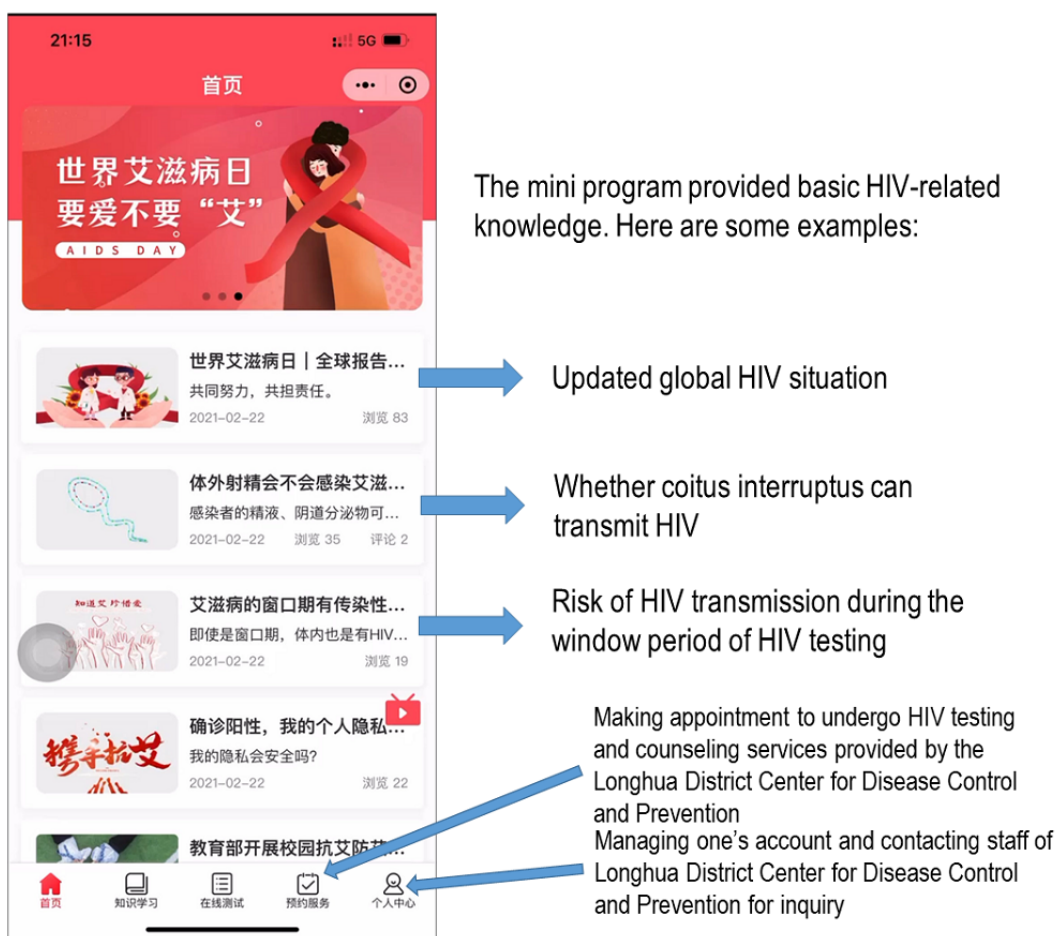 21:15
5G
首页
世界艾滋病日
要爱不要“艾”
AIDS DAY
The mini program provided basic HIV-related
knowledge. Here are some examples:
世界艾滋病日｜全球报告...
共同努力，共担责任。
2021-02-22 浏览 83
Updated global HIV situation
体外射精会不会感染艾滋...
感染者的精液、阴道分泌物可...
2021-02-22 浏览 35 评论 2
Whether coitus interruptus can
transmit HIV
知道艾 珍惜爱
艾滋病的窗口期有传染性...
即使是窗口期，体内也是有HIV...
2021-02-22 浏览 19
Risk of HIV transmission during the
window period of HIV testing
携手抗艾
确诊阳性，我的个人隐私...
我的隐私会安全吗?
2021-02-22 浏览 22
Making appointment to undergo HIV testing
and counseling services provided by the
Longhua District Center for Disease Control
and Prevention
教育部开展校园抗艾防艾...
Managing one's account and contacting staff of
Longhua District Center for Disease Control
and Prevention for inquiry
首页 知识学习 在线测试 预约服务 个人中心